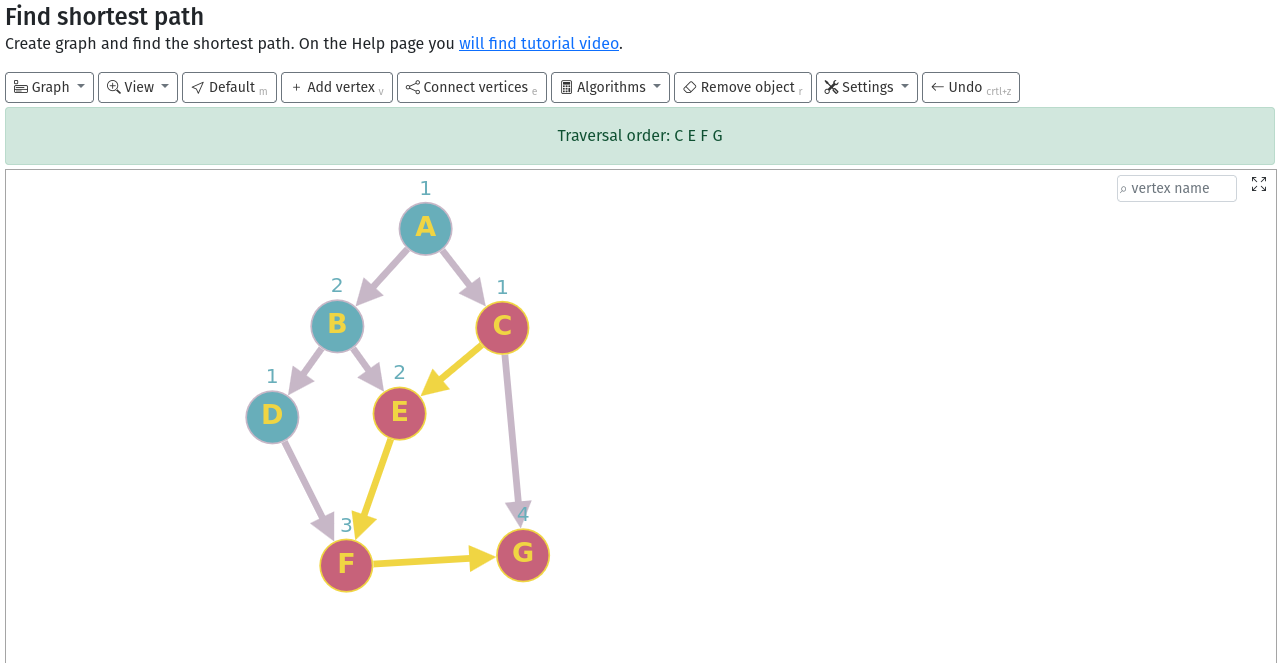 Find shortest path
Create graph and find the shortest path. On the Help page you will find tutorial video.
Graph View Default m + Add vertex v Connect vertices e Algorithms Remove object r Settings Undo crtl+z
Traversal order: C E F G
vertex name
1
A
2
B
1
C
1
D
2
E
3
F
4
G